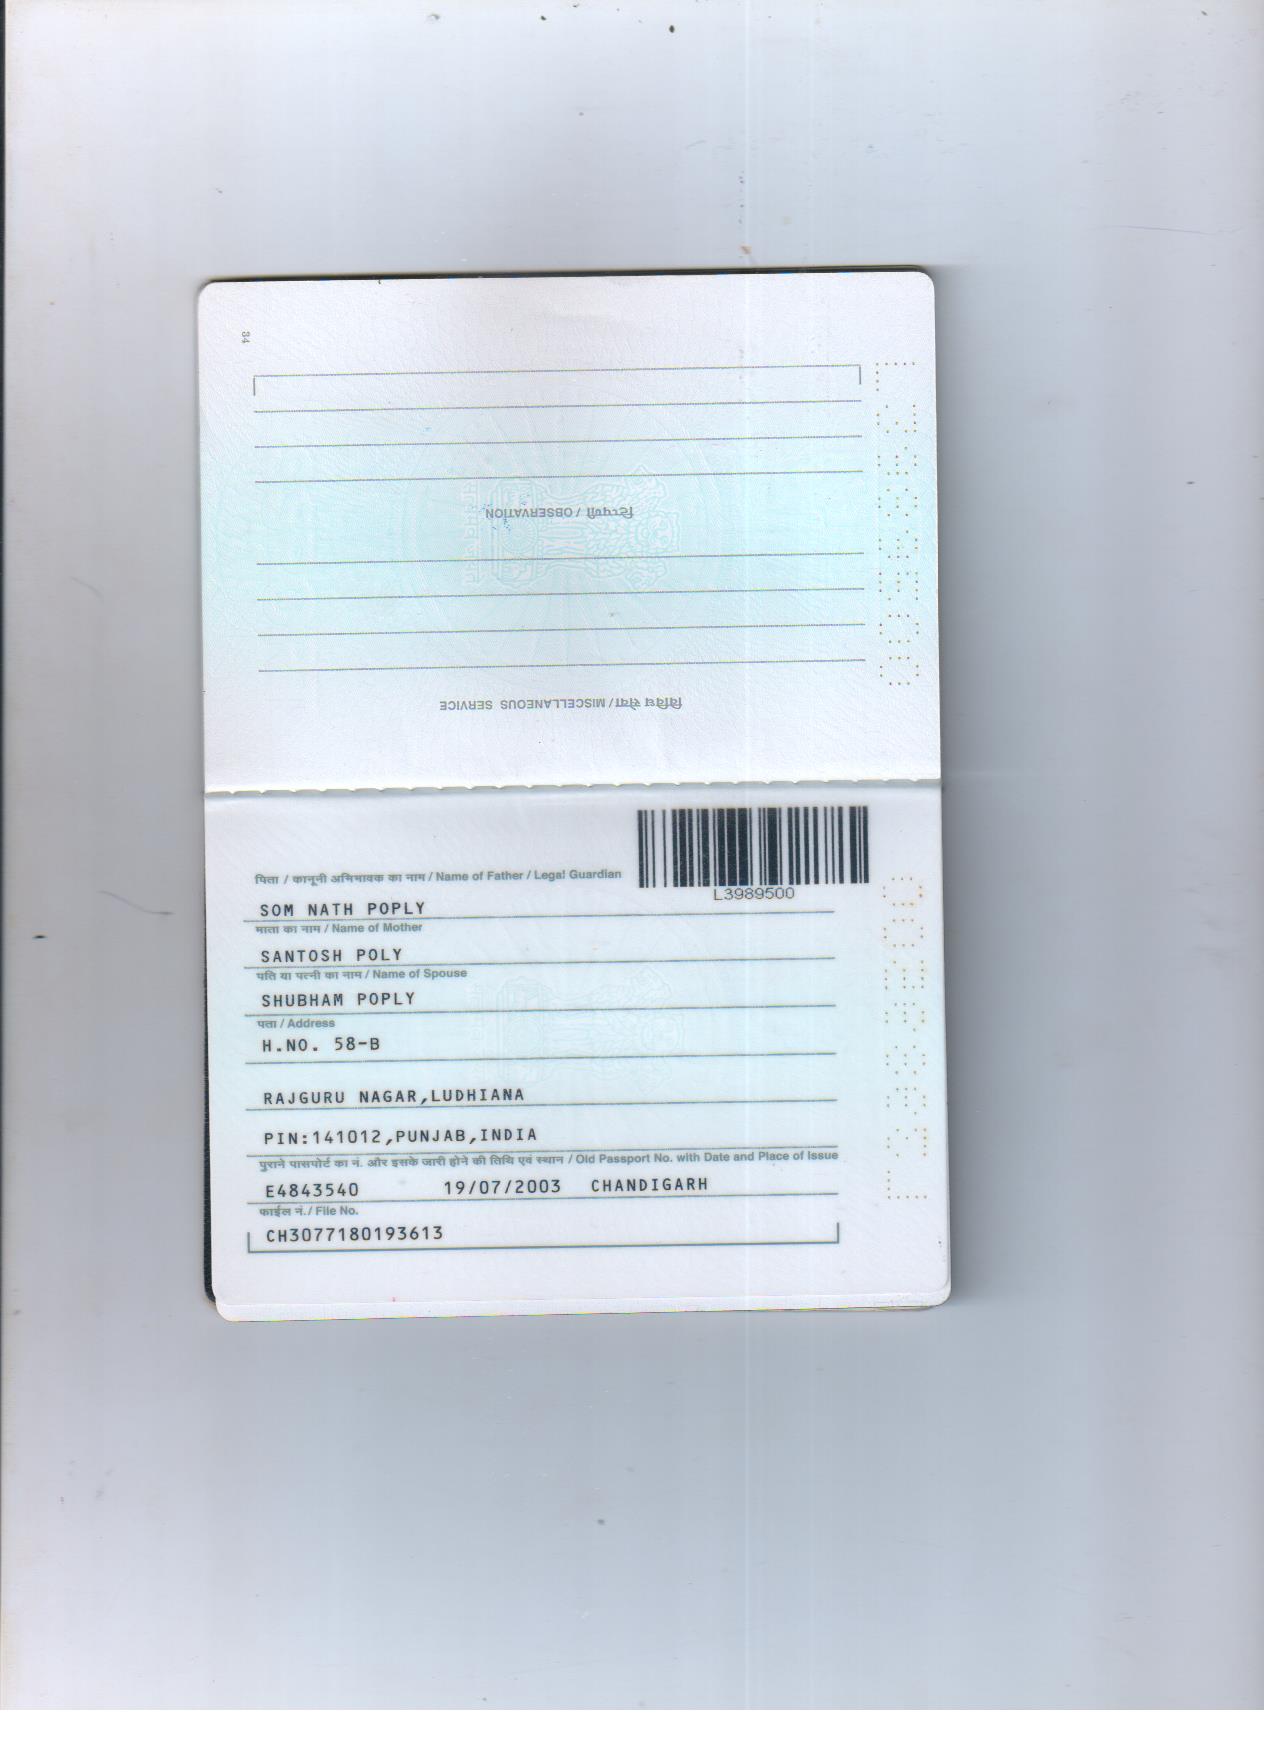 34
टिप्पणी / OBSERVATION
विविध सेवा / MISCELLANEOUS SERVICE
L3989500
पिता / कानूनी अभिभावक का नाम / Name of Father / Legal Guardian
L3989500
SOM NATH POPLY
माता का नाम / Name of Mother
SANTOSH POLY
पति या पत्नी का नाम / Name of Spouse
SHUBHAM POPLY
पता / Address
H.NO. 58-B
RAJGURU NAGAR,LUDHIANA
PIN:141012,PUNJAB,INDIA
पुराने पासपोर्ट का नं. और इसके जारी होने की तिथि एवं स्थान / Old Passport No. with Date and Place of Issue
E4843540 19/07/2003 CHANDIGARH
फाईल नं./ File No.
CH3077180193613
L3989500